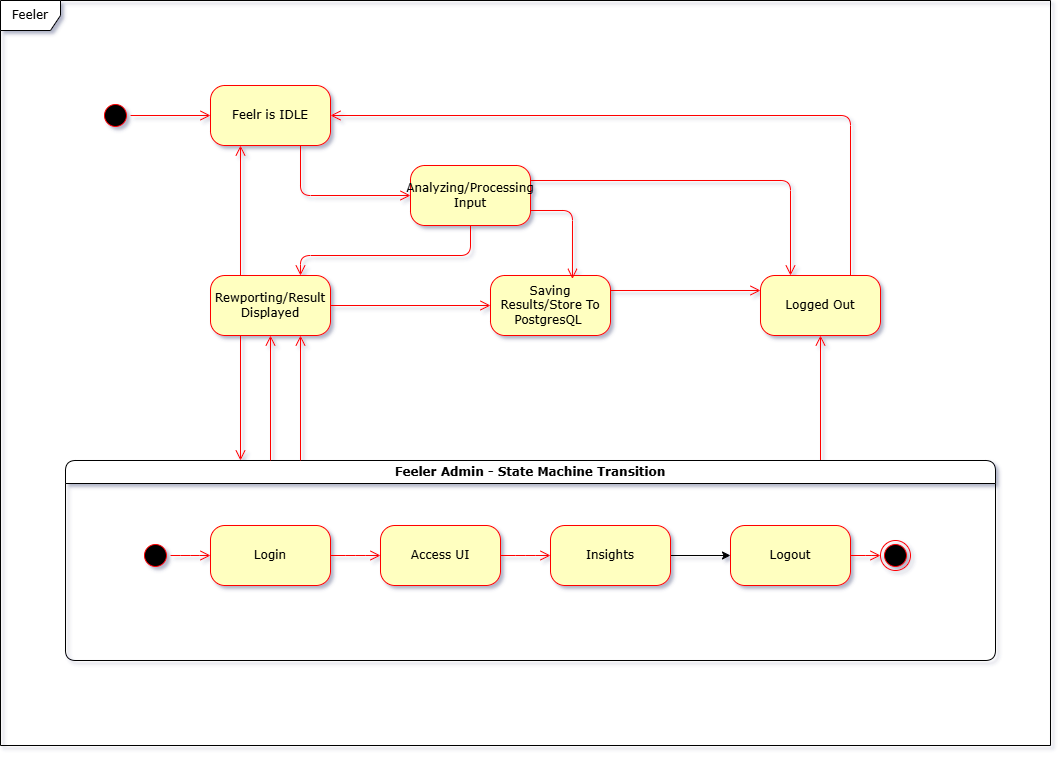 Feeler
Feelr is IDLE
Analyzing/Processing
Input
Rewporting/Result
Displayed
Saving
Results/Store To
PostgresQL
Logged Out
Feeler Admin - State Machine Transition
Login
Access UI
Insights
Logout